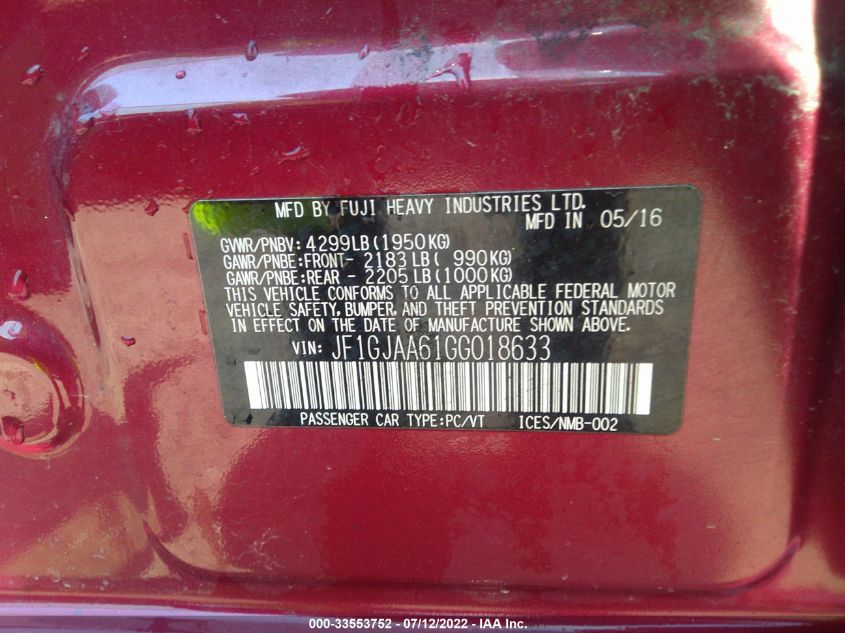 MFD BY FUJI HEAVY INDUSTRIES LTD.
MFD IN 05/16
GVWR/PNBV: 4299LB(1950KG)
GAWR/PNBE:FRONT- 2183LB( 990KG)
GAWR/PNBE:REAR - 2205LB(1000KG)
THIS VEHICLE CONFORMS TO ALL APPLICABLE FEDERAL MOTOR
VEHICLE SAFETY, BUMPER, AND THEFT PREVENTION STANDARDS
IN EFFECT ON THE DATE OF MANUFACTURE SHOWN ABOVE.
VIN: JF1GJAA61GG018633
PASSENGER CAR TYPE:PC/VT ICES/NMB-002
000-33553752 - 07/12/2022 - IAA Inc.